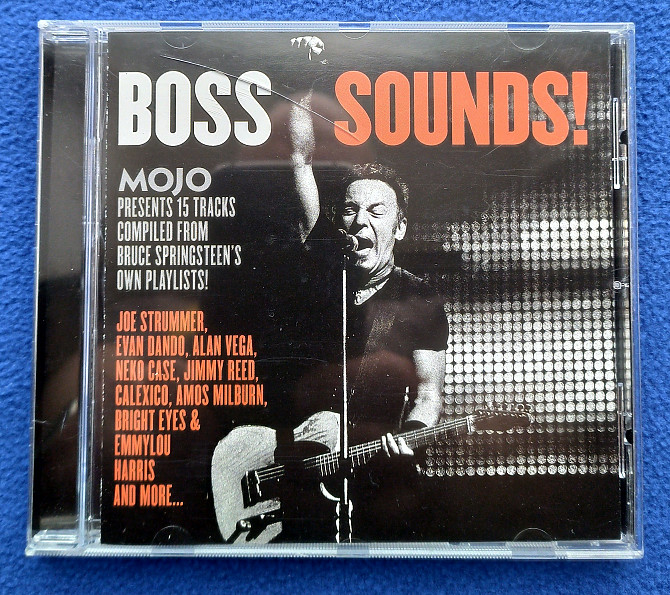 BOSS SOUNDS!
MOJO
PRESENTS 15 TRACKS
COMPILED FROM
BRUCE SPRINGSTEEN'S
OWN PLAYLISTS!
JOE STRUMMER,
EVAN DANDO, ALAN VEGA,
NEKO CASE, JIMMY REED,
CALEXICO, AMOS MILBURN,
BRIGHT EYES &
EMMYLOU
HARRIS
AND MORE...